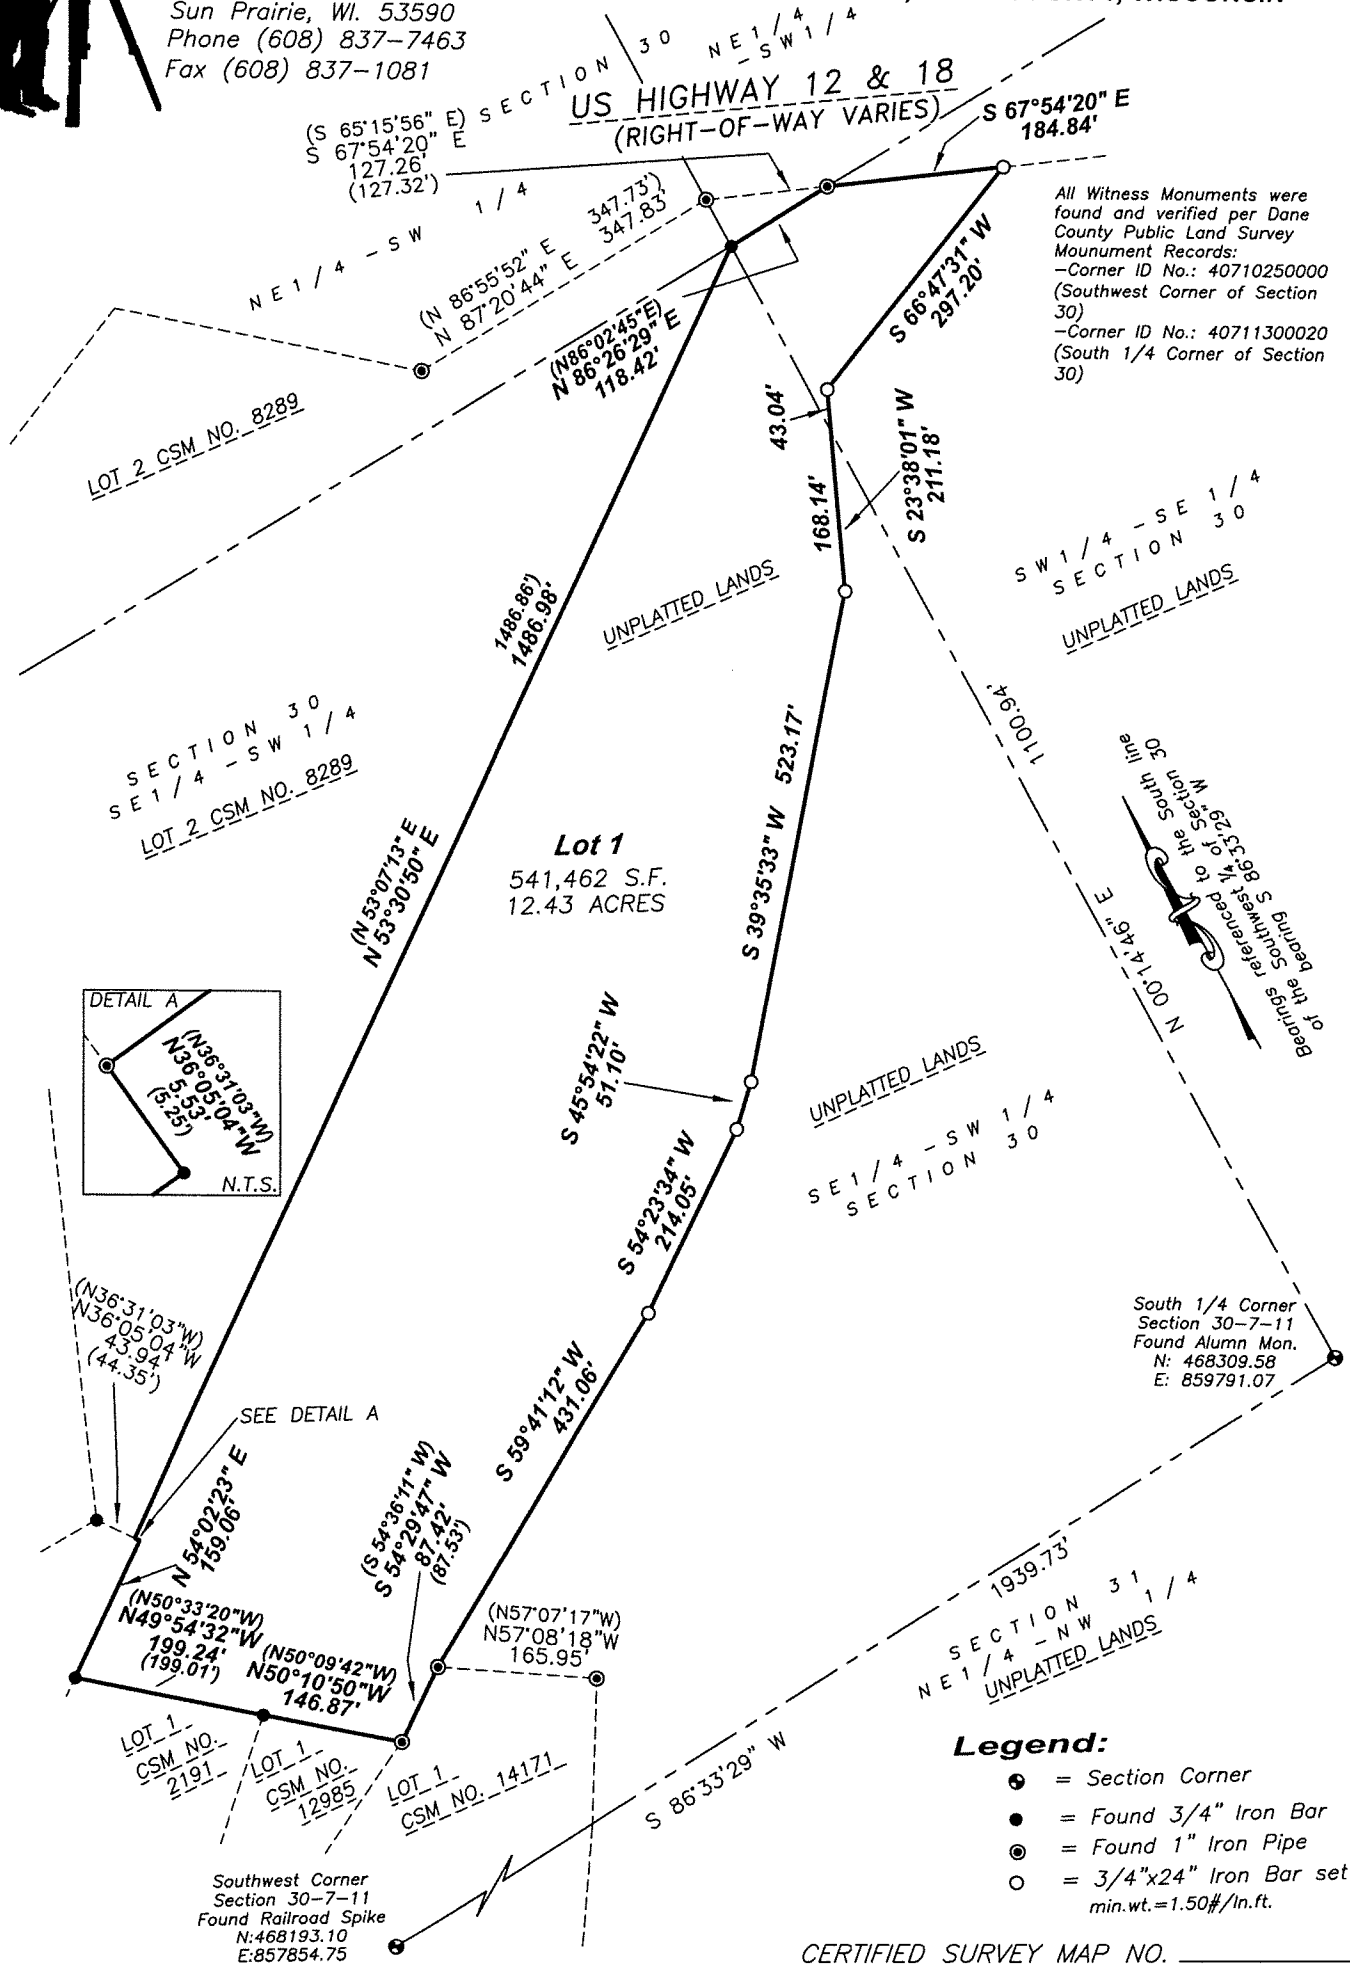 Sun Prairie, WI. 53590
Phone (608) 837-7463
Fax (608) 837-1081
SECTION 30
NE1/4
-SW1/4
US HIGHWAY 12 & 18
(RIGHT-OF-WAY VARIES)
(S 65°15'56" E)
S 67°54'20" E
127.26'
(127.32')
S 67°54'20" E
184.84'
NE1/4 -SW 1/4
347.73')
347.83'
(N 86°55'52" E
N 87°20'44" E
(N86°02'45"E)
N 86°26'29" E
118.42'
All Witness Monuments were
found and verified per Dane
County Public Land Survey
Mounument Records:
-Corner ID No.: 40710250000
(Southwest Corner of Section
30)
-Corner ID No.: 40711300020
(South 1/4 Corner of Section
30)
S 66°47'31" W
297.20'
LOT 2 CSM NO. 8289
43.04'
168.14'
S 23°38'01" W
211.18'
SW1/4 -SE 1/4
SECTION 30
UNPLATTED LANDS
UNPLATTED LANDS
1486.86')
1486.98'
SECTION 30
SE1/4 -SW 1/4
LOT 2 CSM NO. 8289
1100.94'
N 00°14'46" E
Bearings referenced to the South line
of the Southwest ¼ of Section 30
bearing S 86°33'29" W
S 39°35'33" W 523.17'
Lot 1
541,462 S.F.
12.43 ACRES
(N 53°07'13" E
N 53°30'50" E
DETAIL A
(N36°31'03"W)
N36°05'04"W
5.53'
(5.25')
N.T.S.
S 45°54'22" W
51.10'
UNPLATTED LANDS
SE1/4 -SW 1/4
SECTION 30
S 54°23'34" W
214.05'
(N36°31'03"W)
N36°05'04"W
43.94'
(44.35')
SEE DETAIL A
South 1/4 Corner
Section 30-7-11
Found Alumn Mon.
N: 468309.58
E: 859791.07
S 59°41'12" W
431.06'
(S 54°36'11" W)
S 54°29'47" W
87.42'
(87.53')
N 54°02'23" E
159.06'
(N50°33'20"W)
N49°54'32"W
199.24'
(199.01')
(N50°09'42"W)
N50°10'50"W
146.87'
(N57°07'17"W)
N57°08'18"W
165.95'
1939.73'
SECTION 31
NE1/4 -NW 1/4
UNPLATTED LANDS
LOT 1
CSM NO.
2191
LOT 1
CSM NO.
12985
LOT 1
CSM NO. 14171
S 86°33'29" W
Southwest Corner
Section 30-7-11
Found Railroad Spike
N:468193.10
E:857854.75
Legend:
= Section Corner
= Found 3/4" Iron Bar
= Found 1" Iron Pipe
= 3/4"x24" Iron Bar set
min.wt.=1.50#/ln.ft.
CERTIFIED SURVEY MAP NO.